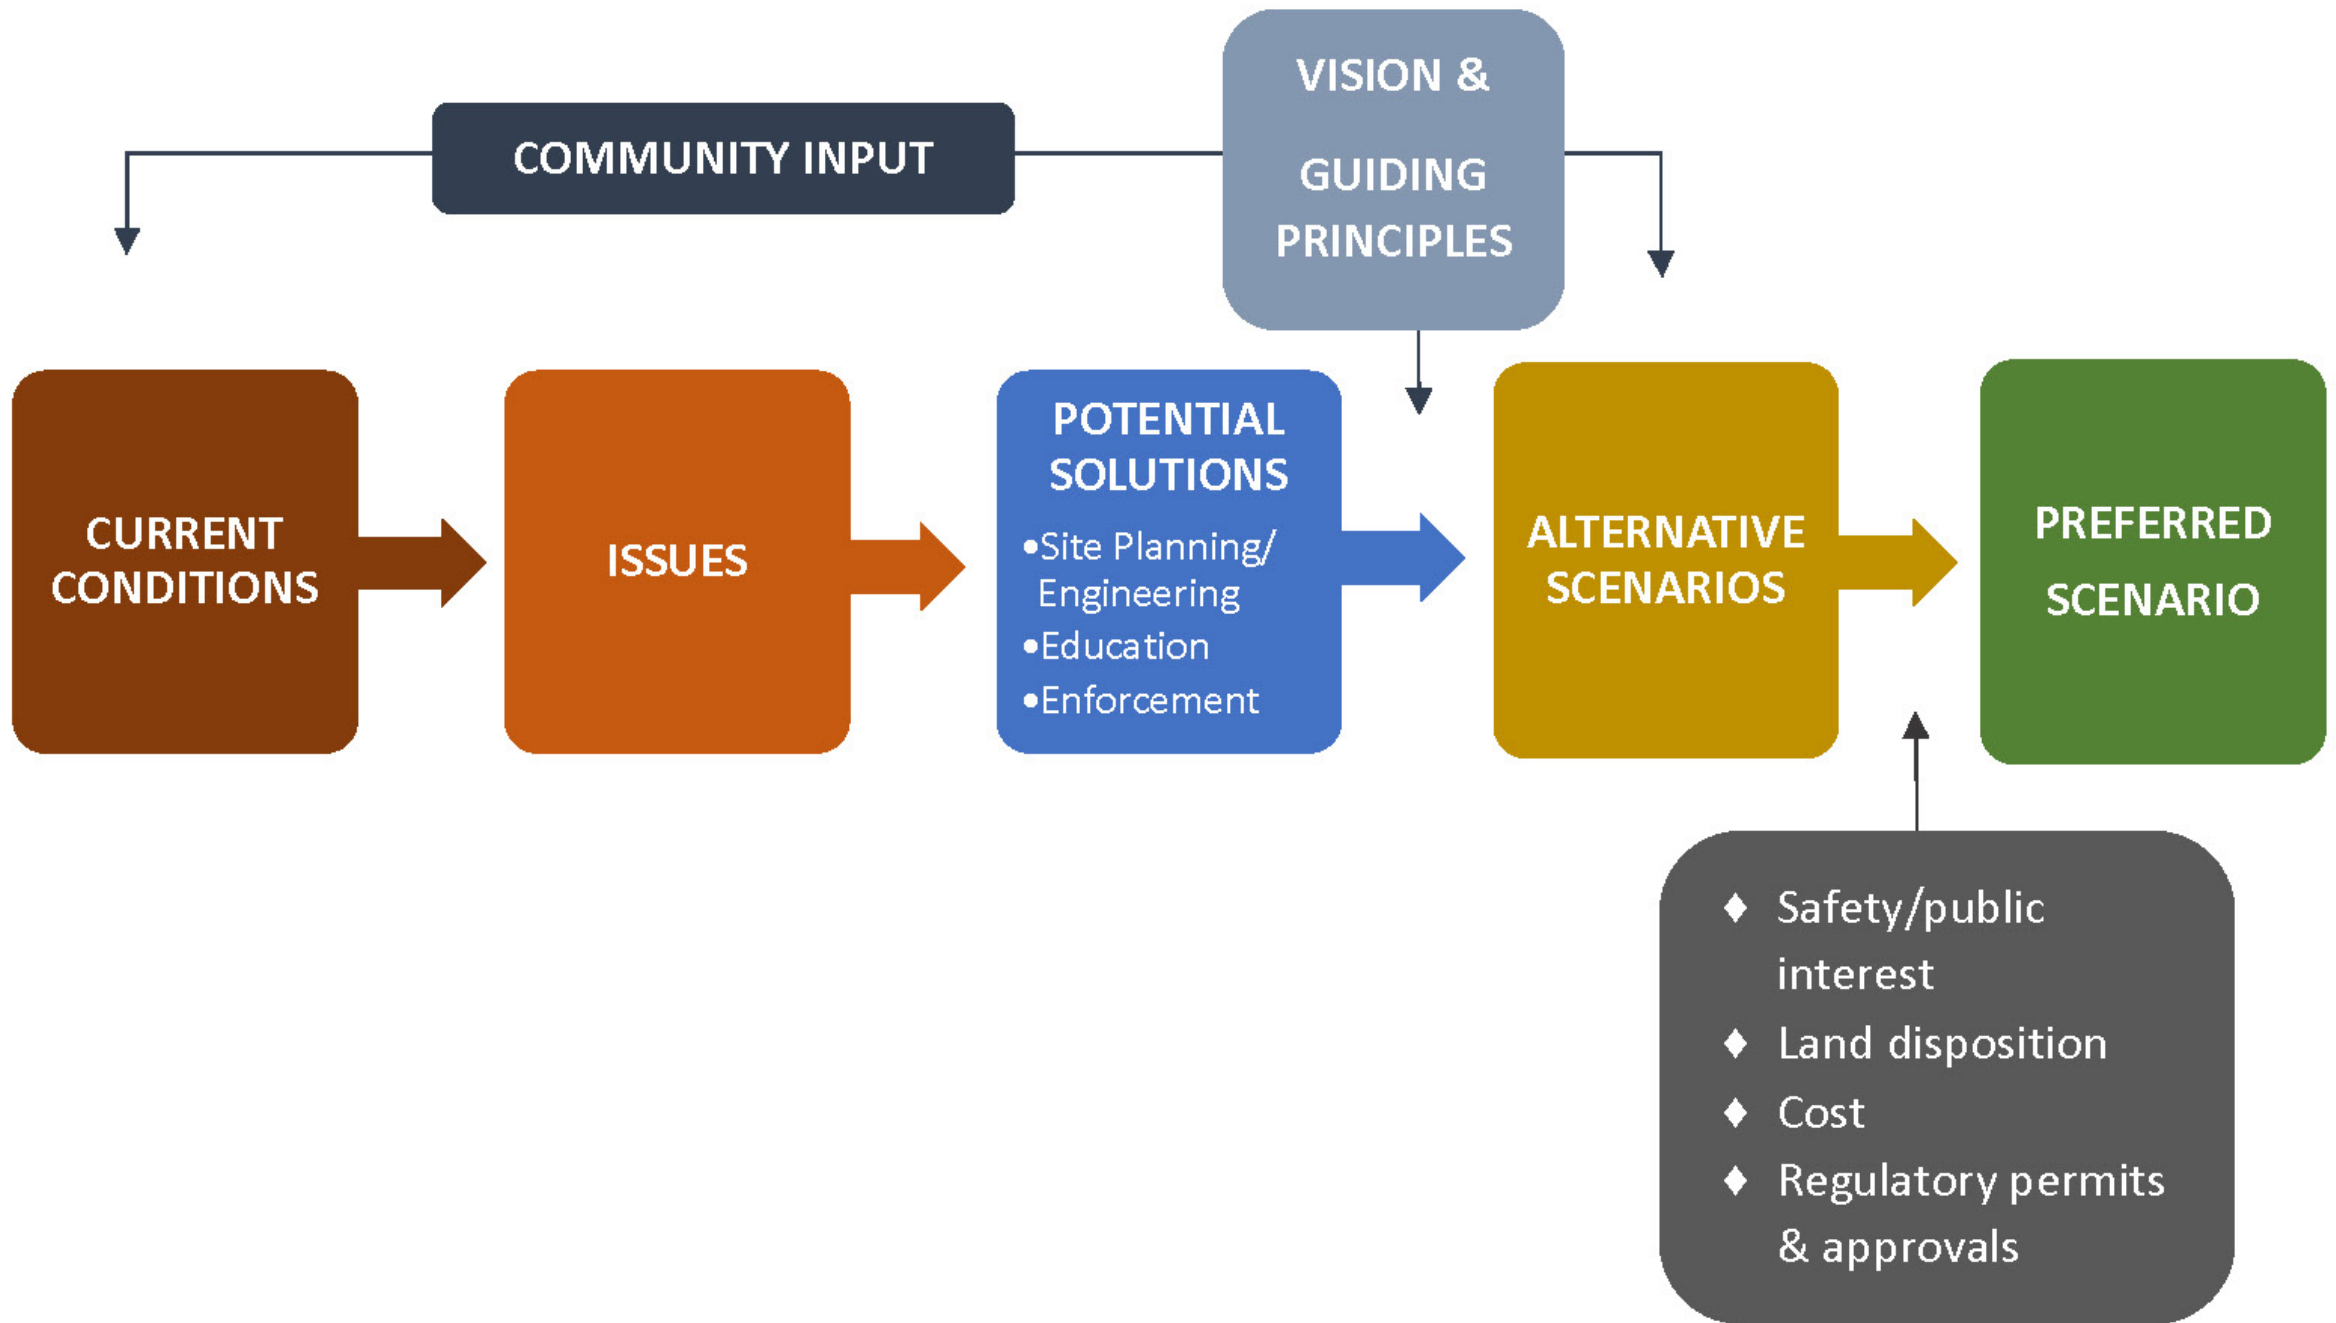 VISION &
GUIDING
PRINCIPLES
COMMUNITY INPUT
CURRENT
CONDITIONS
ISSUES
POTENTIAL
SOLUTIONS
•Site Planning/
Engineering
•Education
•Enforcement
ALTERNATIVE
SCENARIOS
PREFERRED
SCENARIO
♦ Safety/public
interest
♦ Land disposition
♦ Cost
♦ Regulatory permits
& approvals